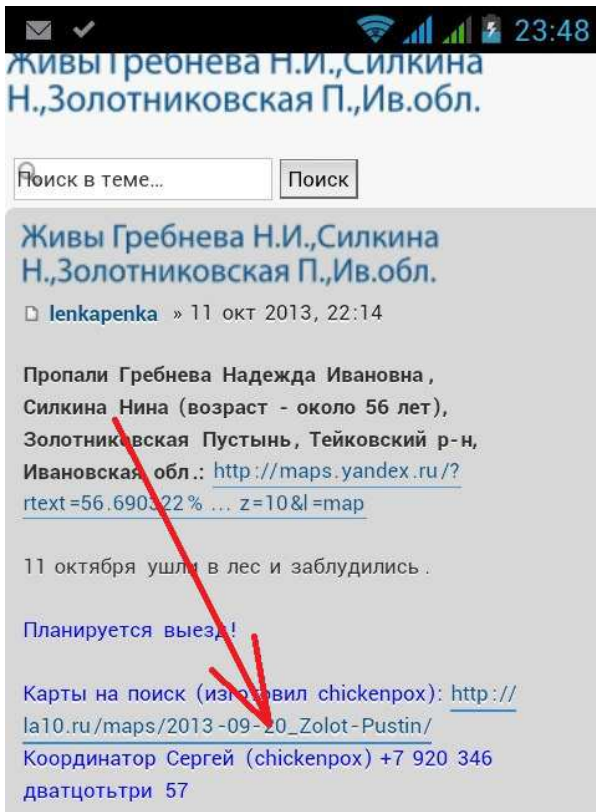 23:48
Живы Гребнева Н.И.,Силкина
Н.,Золотниковская П.,Ив.обл.
Поиск в теме...
Поиск
Живы Гребнева Н.И.,Силкина
Н.,Золотниковская П.,Ив.обл.
lenkapenka » 11 окт 2013, 22:14
Пропали Гребнева Надежда Ивановна,
Силкина Нина (возраст - около 56 лет),
Золотниковская Пустынь, Тейковский р-н,
Ивановская обл.: http://maps.yandex.ru/?
rtext=56.690322% ... z=10&l=map
11 октября ушли в лес и заблудились.
Планируется выезд!
Карты на поиск (изготовил chickenpox): http://
la10.ru/maps/2013-09-20_Zolot-Pustin/
Координатор Сергей (chickenpox) +7 920 346
дватцотьтри 57